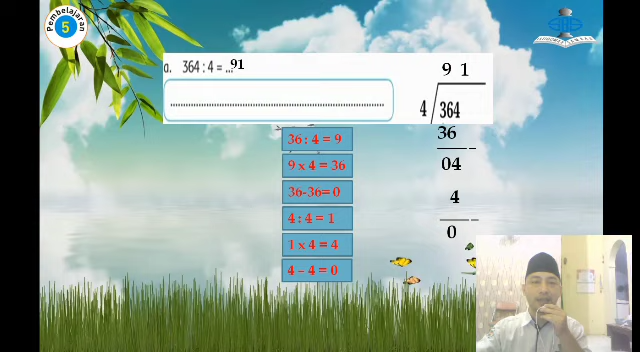 Pembelajaran
5
a. 364 : 4 = ...91
9 1
4 364
36
04
4
0
36 : 4 = 9
9 x 4 = 36
36-36=0
4 : 4 = 1
1 x 4 = 4
4 – 4 = 0